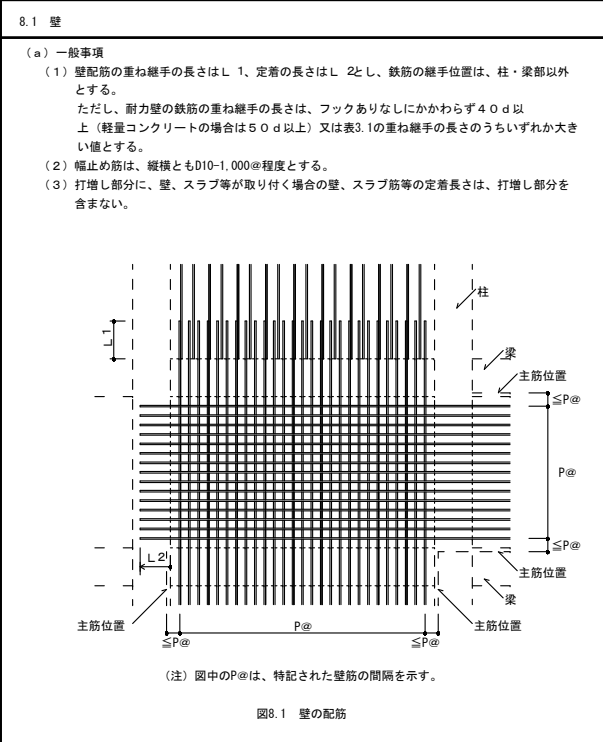 8.1 壁
(a) 一般事項
(1) 壁配筋の重ね継手の長さはL 1、定着の長さはL 2とし、鉄筋の継手位置は、柱・梁部以外
とする。
ただし、耐力壁の鉄筋の重ね継手の長さは、フックありなしにかかわらず40d以
上(軽量コンクリートの場合は50d以上)又は表3.1の重ね継手の長さのうちいずれか大き
い値とする。
(2) 幅止め筋は、縦横ともD10-1,000@程度とする。
(3) 打増し部分に、壁、スラブ等が取り付く場合の壁、スラブ筋等の定着長さは、打増し部分を
含まない。
柱
L 1
梁
主筋位置
≦P@
P@
L 2
≦P@
主筋位置
梁
主筋位置
P@
主筋位置
≦P@
≦P@
(注) 図中のP@は、特記された壁筋の間隔を示す。
図8.1 壁の配筋